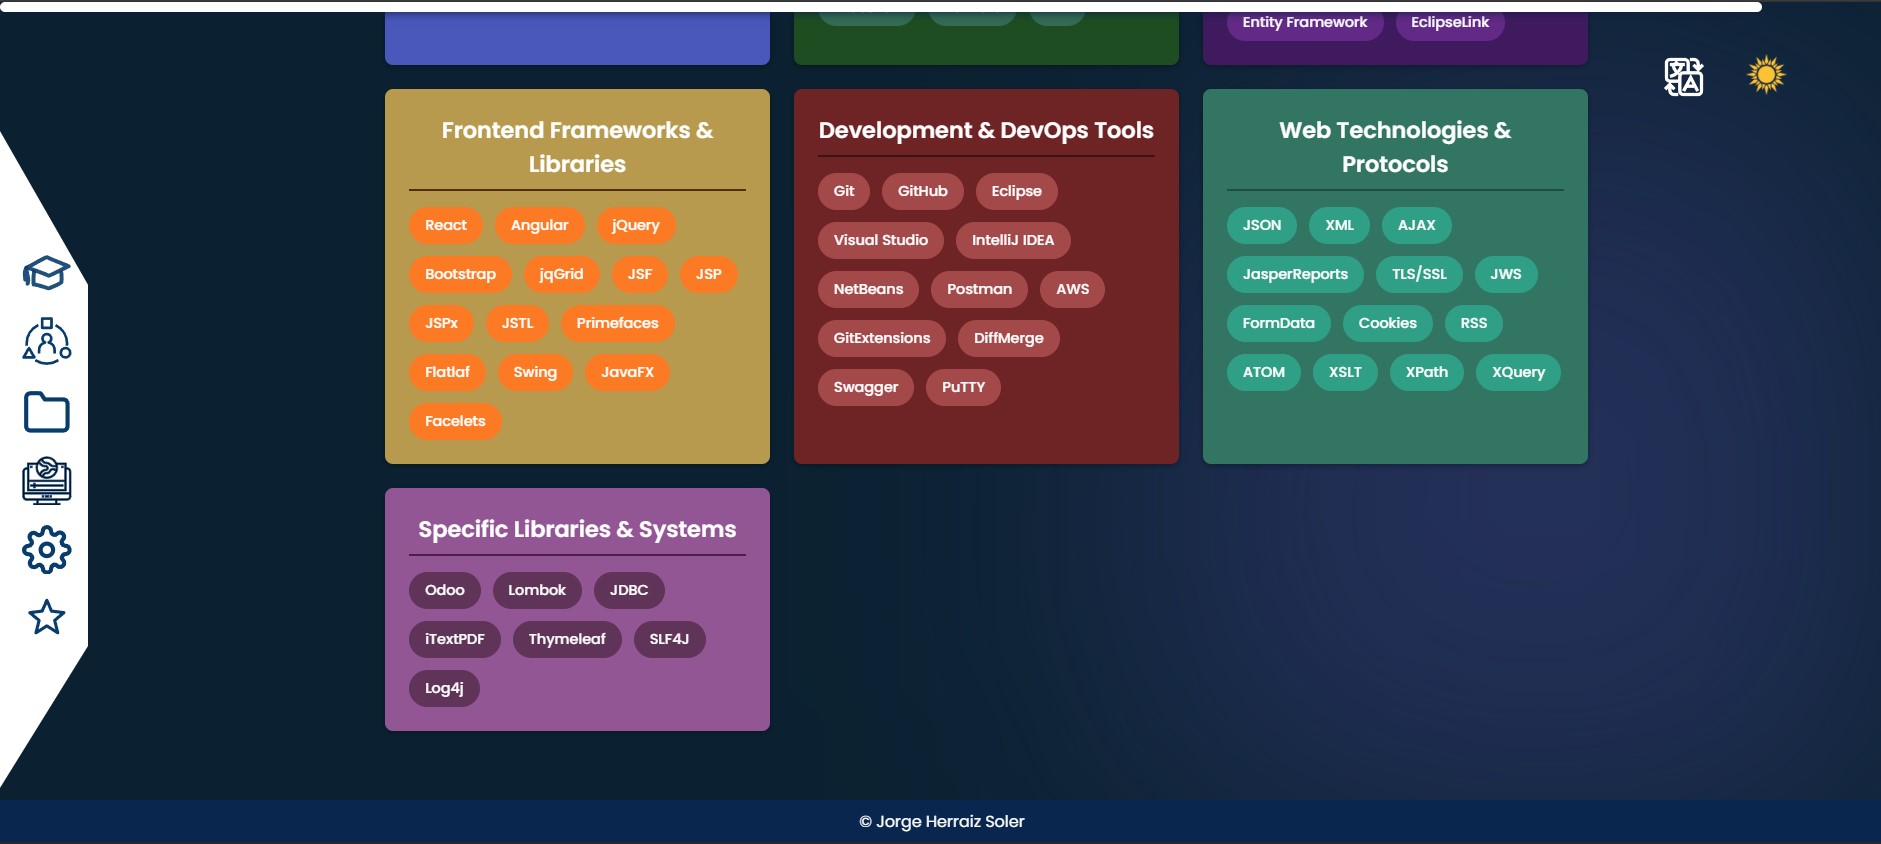 Entity Framework EclipseLink
Frontend Frameworks &
Libraries
React Angular jQuery
Bootstrap jqGrid JSF JSP
JSPx JSTL Primefaces
Flatlaf Swing JavaFX
Facelets
Development & DevOps Tools
Git GitHub Eclipse
Visual Studio IntelliJ IDEA
NetBeans Postman AWS
GitExtensions DiffMerge
Swagger PuTTY
Web Technologies &
Protocols
JSON XML AJAX
JasperReports TLS/SSL JWS
FormData Cookies RSS
ATOM XSLT XPath XQuery
Specific Libraries & Systems
Odoo Lombok JDBC
iTextPDF Thymeleaf SLF4J
Log4j
© Jorge Herraiz Soler